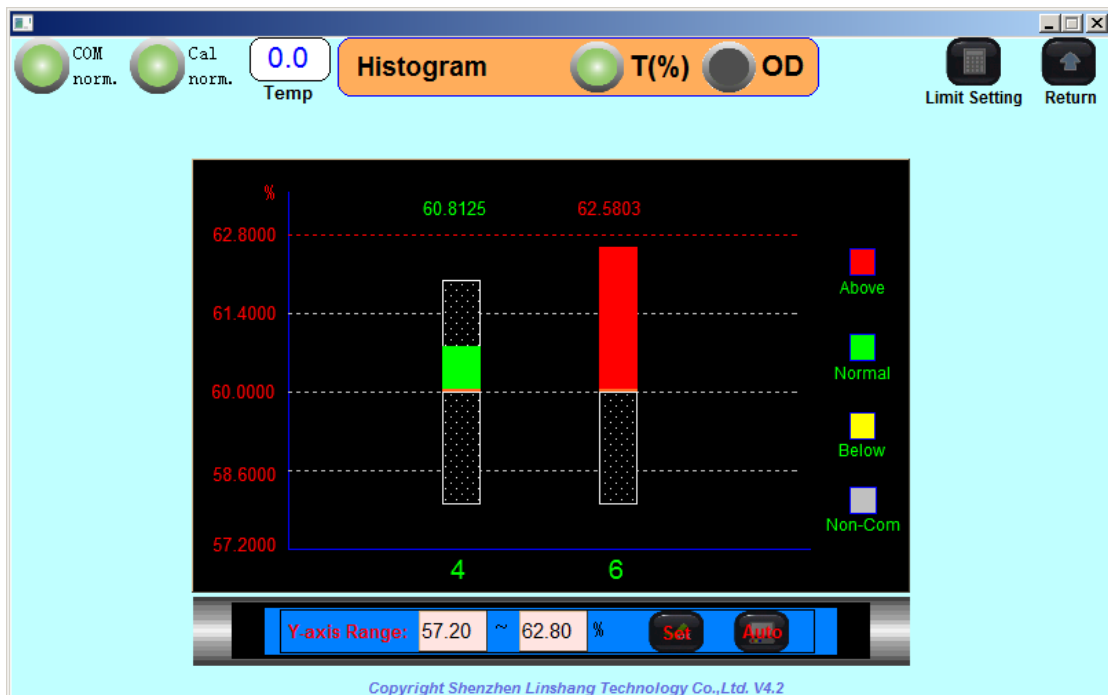 COM
norm.
Cal
norm.
0.0
Temp
Histogram
T(%)
OD
Limit Setting
Return
%
60.8125
62.5803
62.8000
61.4000
60.0000
58.6000
57.2000
4
6
Above
Normal
Below
Non-Com
Y-axis Range: 57.20 ~ 62.80 % Set Auto
Copyright Shenzhen Linshang Technology Co.,Ltd. V4.2